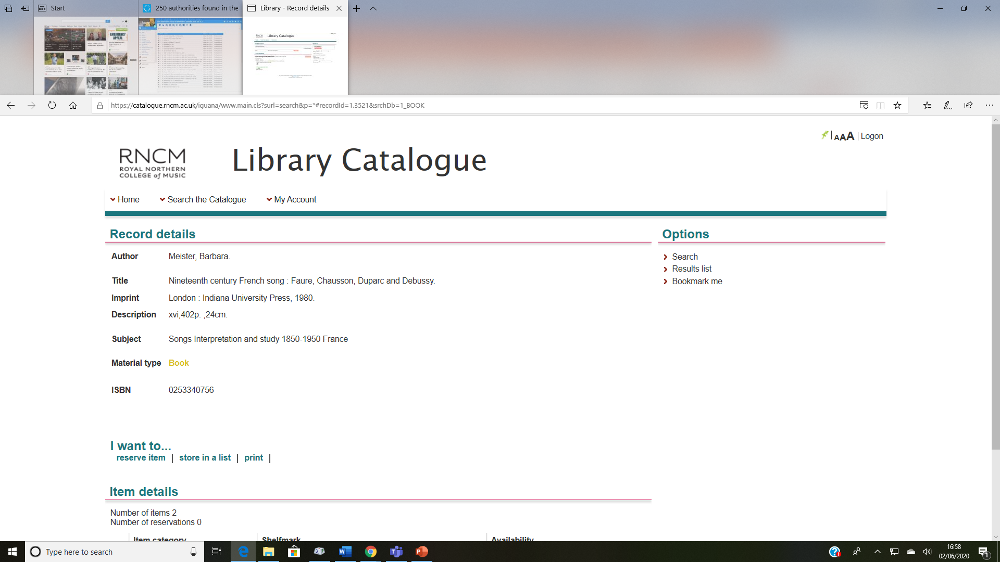 Start
250 authorities found in the
Library - Record details
Library Catalogue
EMERGENCY
APPEAL
https://catalogue.rncm.ac.uk/iguana/www.main.cls?surl=search&p=*#recordId=1.3521&srchDb=1_BOOK
AAA | Logon
RNCM
ROYAL NORTHERN
COLLEGE of MUSIC
Library Catalogue
Home Search the Catalogue My Account
Record details
Author Meister, Barbara.
Title Nineteenth century French song : Faure, Chausson, Duparc and Debussy.
Imprint London : Indiana University Press, 1980.
Description xvi,402p. ;24cm.
Subject Songs Interpretation and study 1850-1950 France
Material type Book
ISBN 0253340756
Options
Search
Results list
Bookmark me
I want to...
reserve item | store in a list | print |
Item details
Number of items 2
Number of reservations 0
Item category Shelfmark Availability
Type here to search
16:58
02/06/2020
1